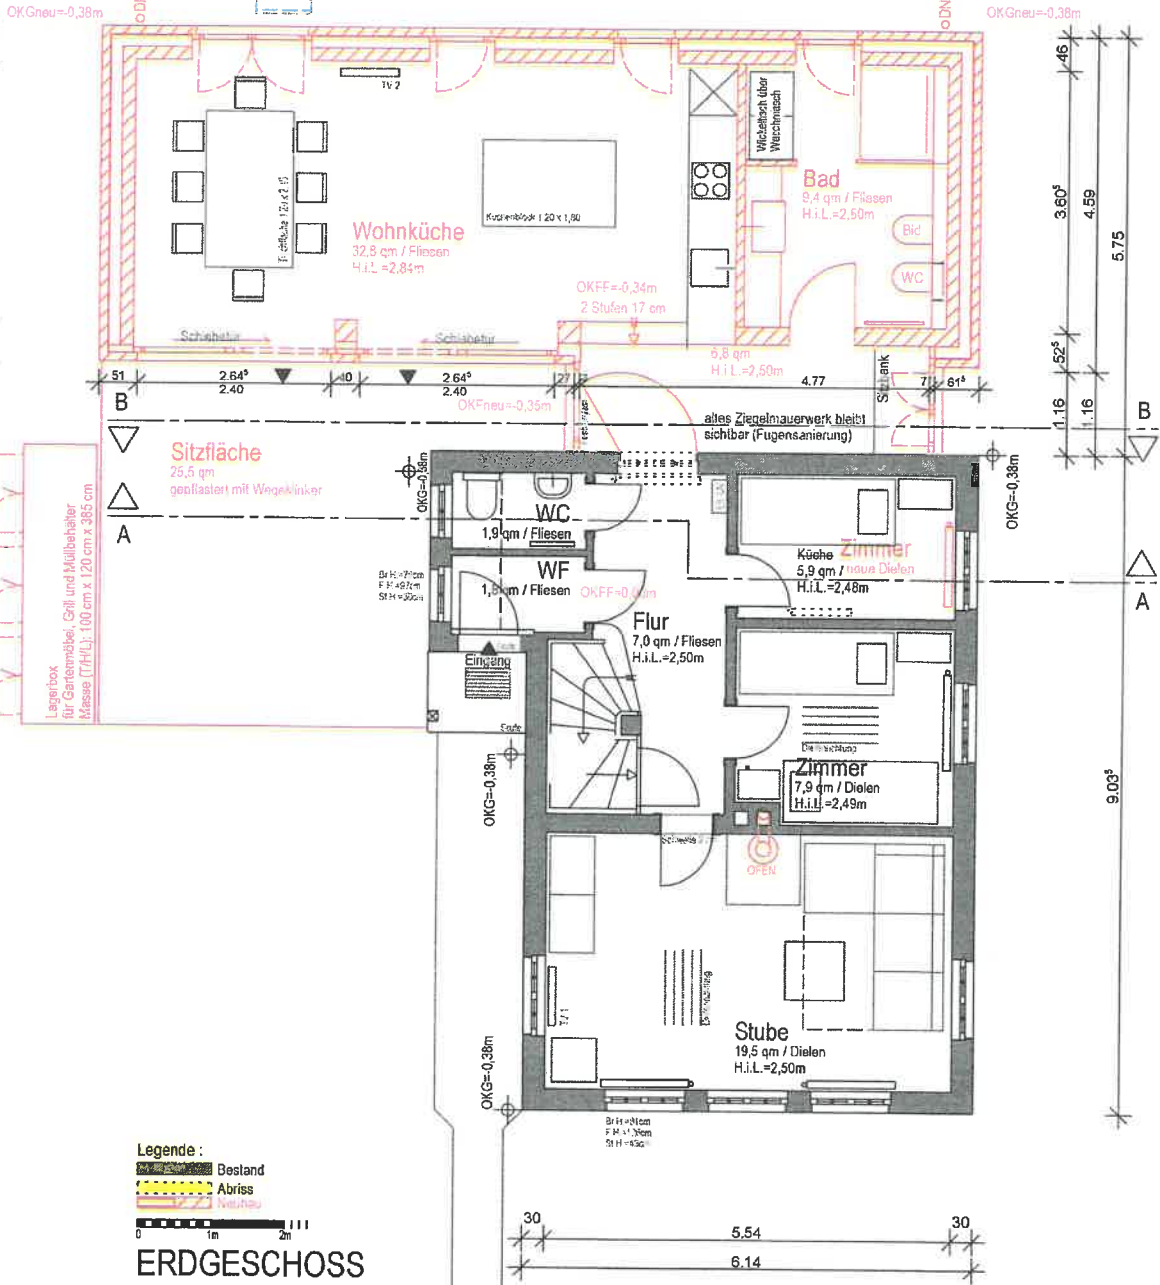 OKGneu=-0,38m
OKGneu=-0,38m
TV 2
Wickeltisch über
Waschmasch
Bad
9,4 qm / Fliesen
H.i.L.=2,50m
Bid
WC
Wohnküche
32,8 qm / Fliesen
H.i.L.=2,84m
Küchenblock 1.20 x 1,80
OKFF=-0,34m
2 Stufen 17 cm
Schiebetür
Schiebetür
6,8 qm
H.i.L.=2,50m
Sitzbank
46
3.60⁵
4.59
5.75
52⁵
1.16
1.16
51
2.64⁵
2.40
40
2.64⁵
2.40
27
4.77
7
61⁵
OKFneu=-0,35m
altes Ziegelmauerwerk bleibt
sichtbar (Fugensanierung)
B
B
Sitzfläche
25,5 qm
gepflastert mit Wegeklinker
A
A
OKG=-0,38m
OKG=-0,38m
Lagerbox
für Gartenmöbel, Grill und Müllbehälter
Masse (T/H/L): 100 cm x 120 cm x 385 cm
WC
1,9 qm / Fliesen
WF
1,8 qm / Fliesen
Küche
5,9 qm /
H.i.L.=2,48m
Zimmer
neue Dielen
Flur
7,0 qm / Fliesen
H.i.L.=2,50m
Eingang
Stufe
OKG=-0,38m
Zimmer
7,9 qm / Dielen
H.i.L.=2,49m
9.03⁵
OFEN
TV 1
Stube
19,5 qm / Dielen
H.i.L.=2,50m
OKG=-0,38m
Legende :
Bestand
Abriss
Neubau
0 1m 2m
ERDGESCHOSS
30
5.54
30
6.14